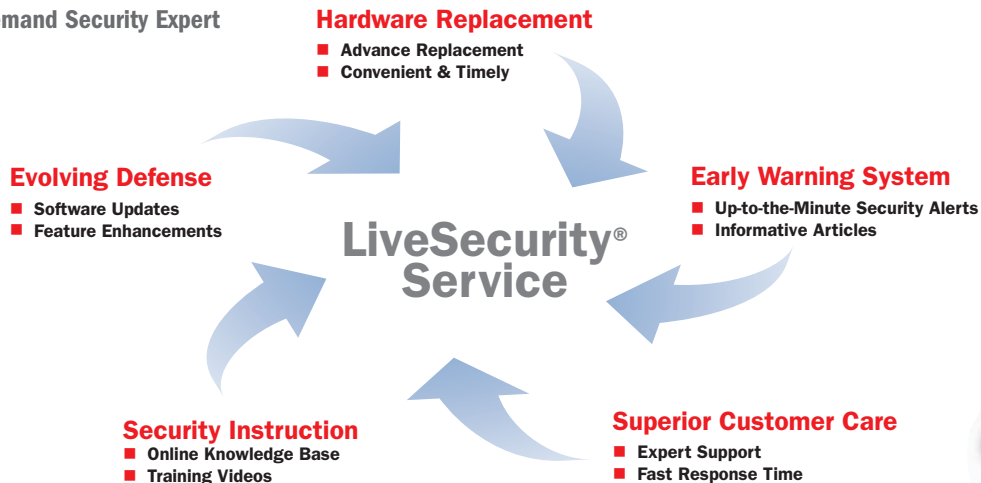 Security Expert
Hardware Replacement
Advance Replacement
Convenient & Timely
Evolving Defense
Software Updates
Feature Enhancements
Early Warning System
Up-to-the-Minute Security Alerts
Informative Articles
LiveSecurity®
Service
Security Instruction
Online Knowledge Base
Training Videos
Superior Customer Care
Expert Support
Fast Response Time